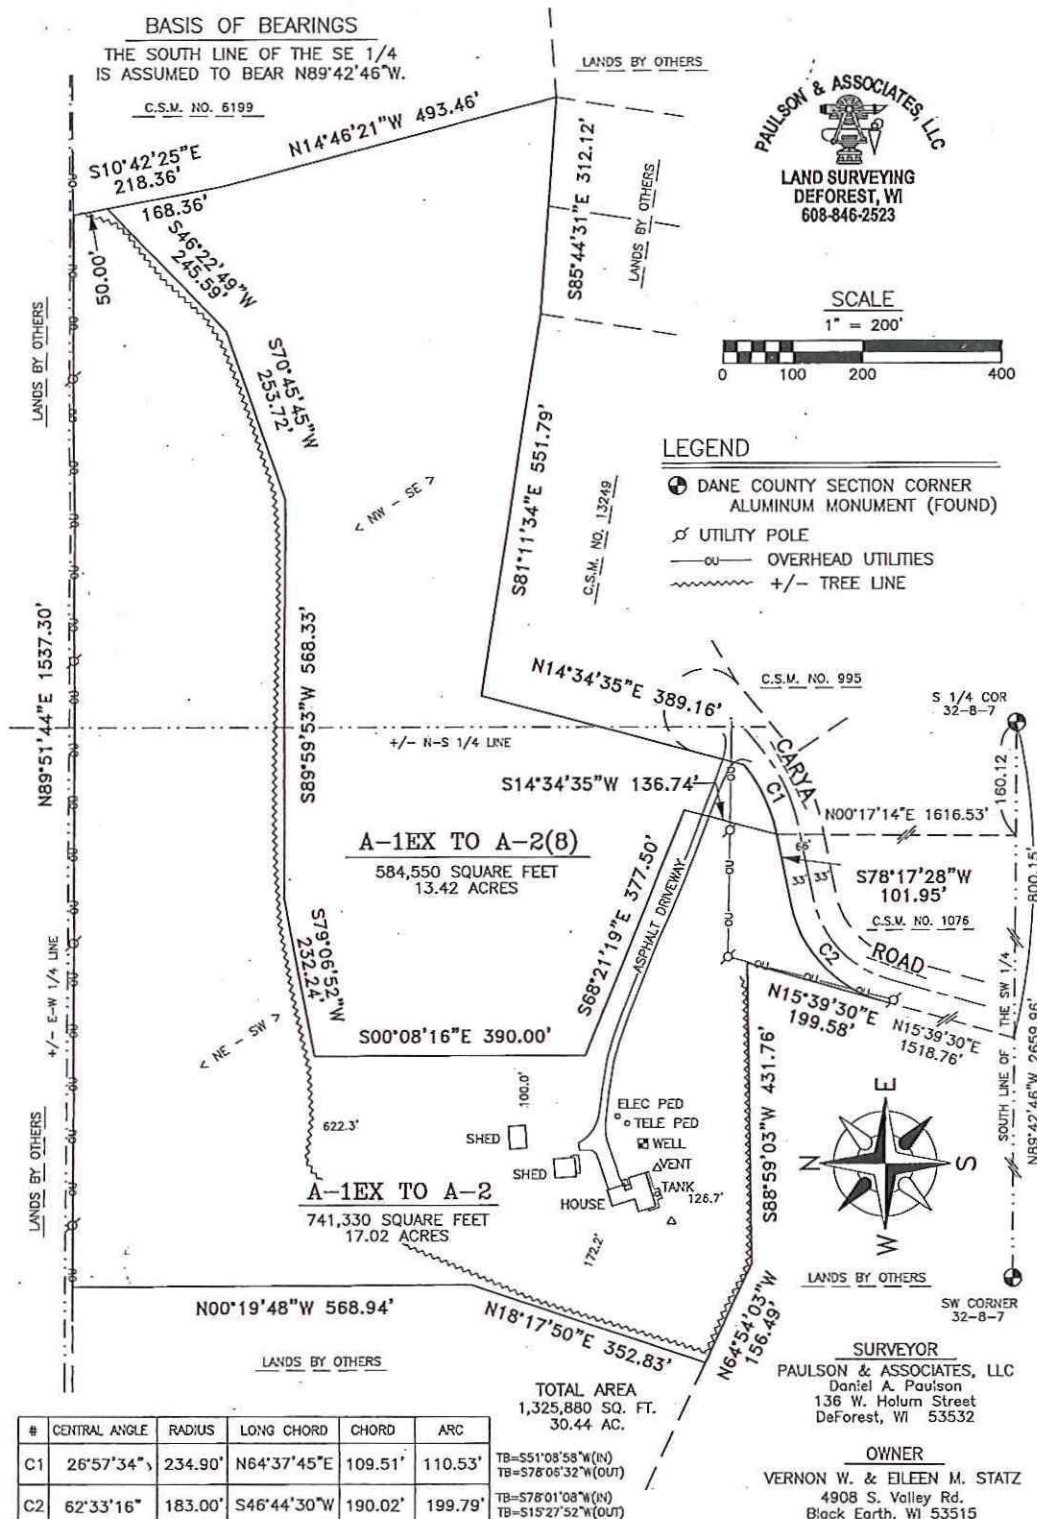 BASIS OF BEARINGS
THE SOUTH LINE OF THE SE 1/4
IS ASSUMED TO BEAR N89°42'46"W.
C.S.M. NO. 6199
LANDS BY OTHERS
PAULSON & ASSOCIATES, LLC
LAND SURVEYING
DEFOREST, WI
608-846-2523
N14°46'21"W 493.46'
S10°42'25"E
218.36'
168.36'
50.00'
S46°22'49"W
245.59'
S85°44'31"E 312.12'
LANDS BY OTHERS
LANDS BY OTHERS
SCALE
1" = 200'
0 100 200 400
S70°45'45"W
253.72'
LEGEND
DANE COUNTY SECTION CORNER
ALUMINUM MONUMENT (FOUND)
UTILITY POLE
OU OVERHEAD UTILITIES
+/- TREE LINE
< NW - SE >
S81°11'34"E 551.79'
C.S.M. NO. 13249
N89°51'44"E 1537.30'
S89°59'53"W 568.33'
N14°34'35"E 389.16'
C.S.M. NO. 995
S 1/4 COR
32-8-7
+/- N-S 1/4 LINE
S14°34'35"W 136.74'
CARYA
C1
160.12
N00°17'14"E 1616.53'
A-1EX TO A-2(8)
584,550 SQUARE FEET
13.42 ACRES
S68°21'19"E 377.50'
ASPHALT DRIVEWAY
OU
66'
33' 33'
S78°17'28"W
101.95'
800.15'
C.S.M. NO. 1076
C2
ROAD
S79°06'52"W
232.24'
+/- E-W 1/4 LINE
< NE - SW >
S00°08'16"E 390.00'
N15°39'30"E
199.58'
N15°39'30"E
1518.76'
SOUTH LINE OF THE SW 1/4
N89°42'46"W 2659.96'
S88°59'03"W 431.76'
100.0'
622.3'
ELEC PED
TELE PED
SHED
WELL
SHED
VENT
TANK
HOUSE
126.7'
172.2'
LANDS BY OTHERS
A-1EX TO A-2
741,330 SQUARE FEET
17.02 ACRES
E
N S
W
LANDS BY OTHERS
SW CORNER
32-8-7
N00°19'48"W 568.94'
N18°17'50"E 352.83'
N64°54'03"W
156.49'
LANDS BY OTHERS
TOTAL AREA
1,325,880 SQ. FT.
30.44 AC.
SURVEYOR
PAULSON & ASSOCIATES, LLC
Daniel A. Paulson
136 W. Holum Street
DeForest, WI 53532
OWNER
VERNON W. & EILEEN M. STATZ
4908 S. Valley Rd.
Black Earth, WI 53515
# CENTRAL ANGLE RADIUS LONG CHORD CHORD ARC
C1 26°57'34" 234.90' N64°37'45"E 109.51' 110.53' TB=S51°08'58"W(IN)
TB=S78°06'32"W(OUT)
C2 62°33'16" 183.00' S46°44'30"W 190.02' 199.79' TB=S78°01'08"W(IN)
TB=S15°27'52"W(OUT)